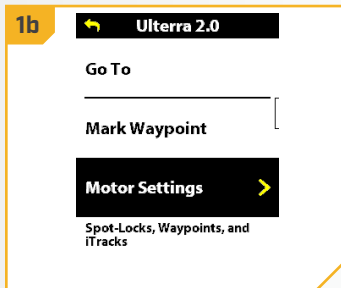 1b
Ulterra 2.0
Go To
Mark Waypoint
Motor Settings
Spot-Locks, Waypoints, and
iTracks